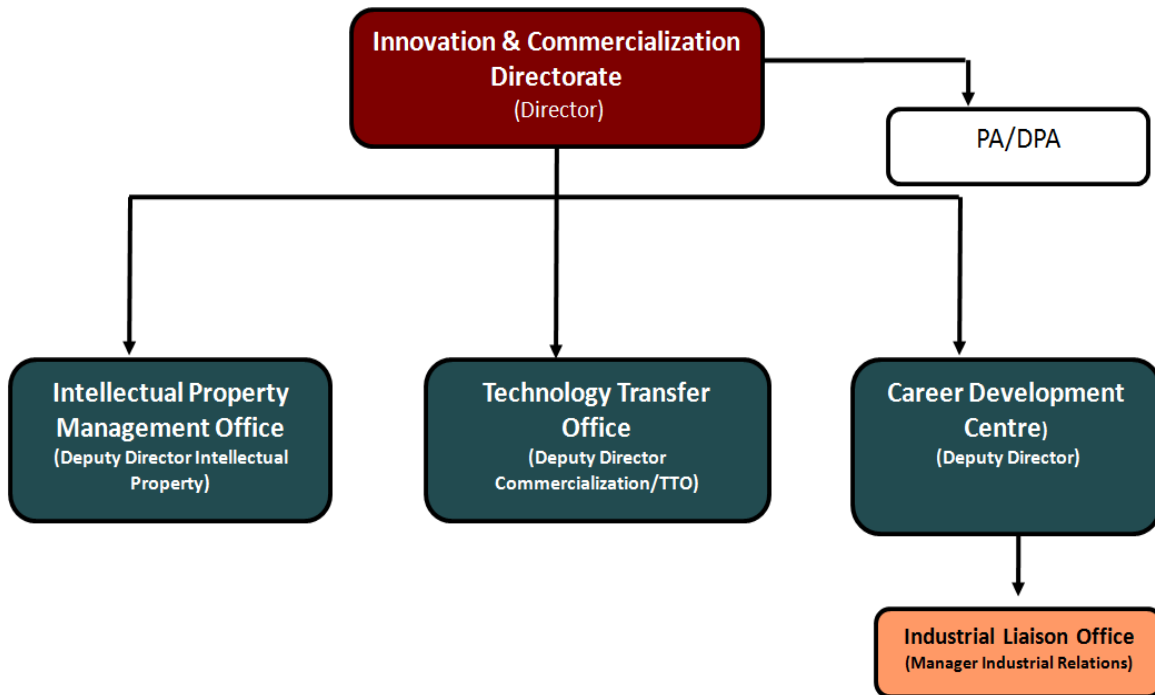 Innovation & Commercialization
Directorate
(Director)
PA/DPA
Intellectual Property
Management Office
(Deputy Director Intellectual
Property)
Technology Transfer
Office
(Deputy Director
Commercialization/TTO)
Career Development
Centre)
(Deputy Director)
Industrial Liaison Office
(Manager Industrial Relations)